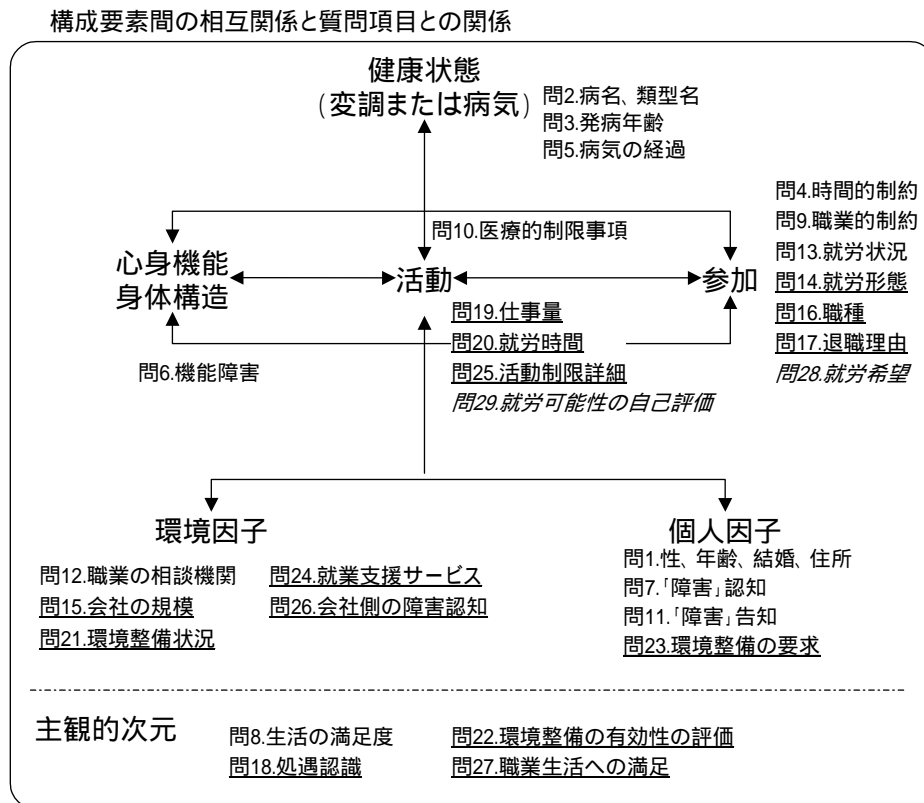 構成要素間の相互関係と質問項目との関係
健康状態
(変調または病気)
問2.病名、類型名
問3.発病年齢
問5.病気の経過
問4.時間的制約
問9.職業的制約
問13.就労状況
問14.就労形態
問16.職種
問17.退職理由
問28.就労希望
問10.医療的制限事項
心身機能
身体構造
活動
参加
問19.仕事量
問20.就労時間
問25.活動制限詳細
問29.就労可能性の自己評価
問6.機能障害
環境因子
個人因子
問12.職業の相談機関
問15.会社の規模
問21.環境整備状況
問24.就業支援サービス
問26.会社側の障害認知
問1.性、年齢、結婚、住所
問7.｢障害｣認知
問11.｢障害｣告知
問23.環境整備の要求
主観的次元
問8.生活の満足度
問18.処遇認識
問22.環境整備の有効性の評価
問27.職業生活への満足